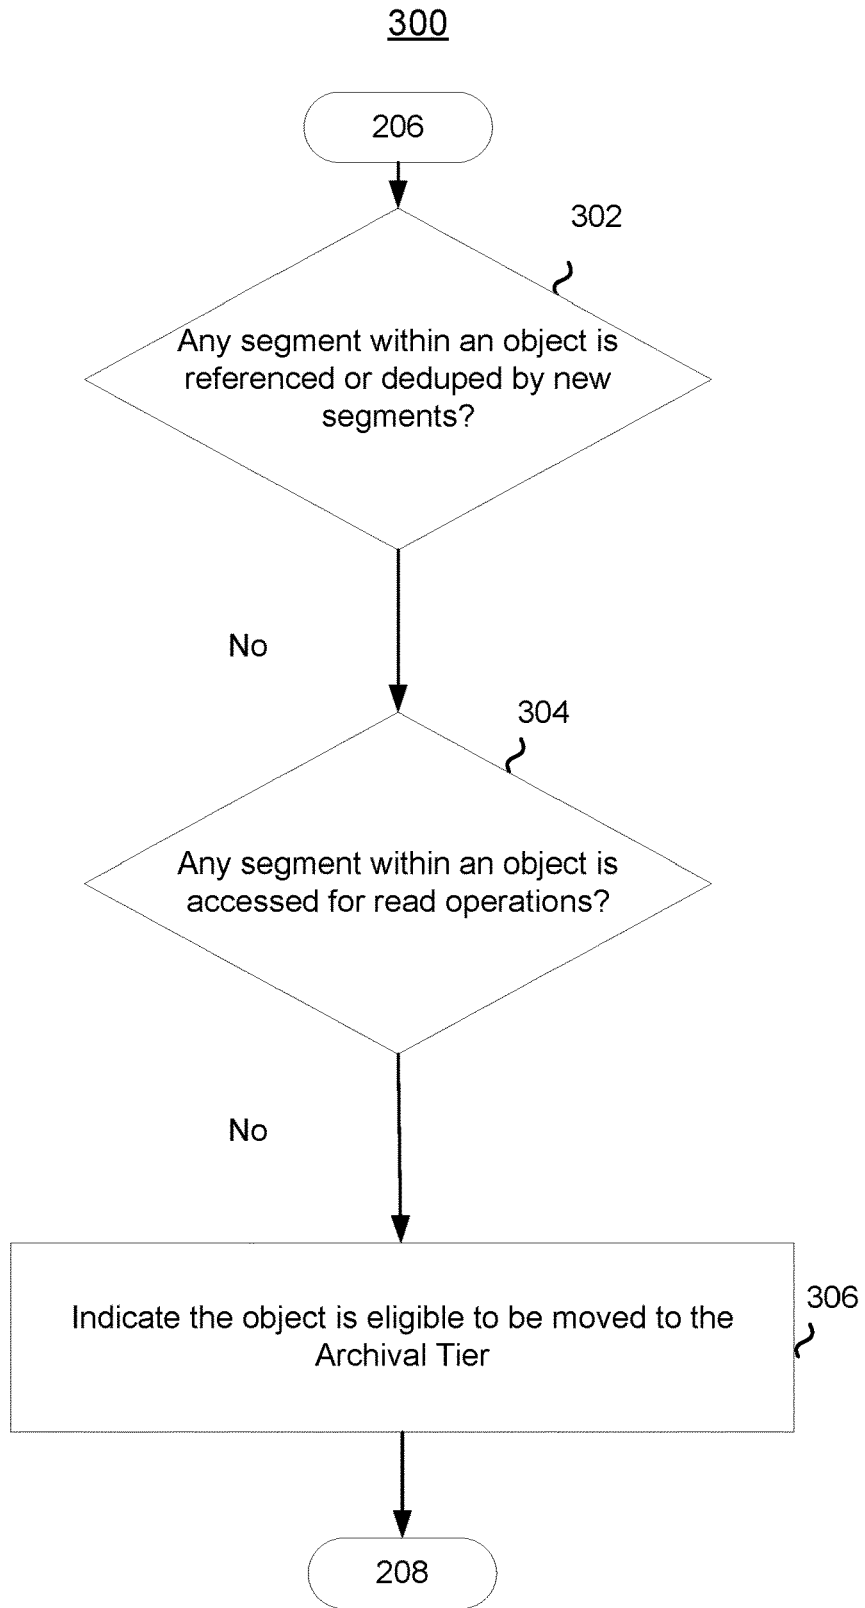 300
206
302
Any segment within an object is
referenced or deduped by new
segments?
No
304
Any segment within an object is
accessed for read operations?
No
306
Indicate the object is eligible to be moved to the
Archival Tier
208